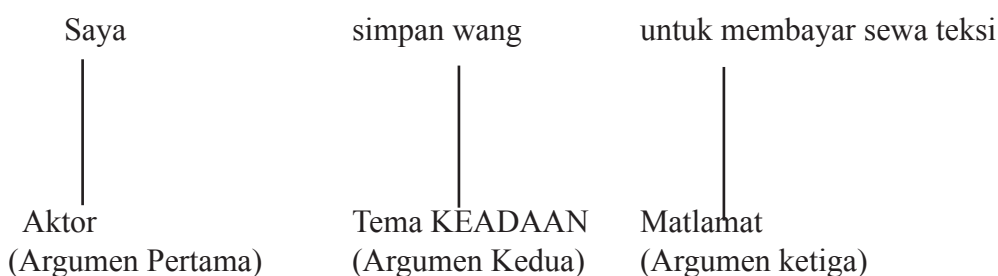 Saya simpan wang untuk membayar sewa teksi
Aktor Tema KEADAAN Matlamat
(Argumen Pertama) (Argumen Kedua) (Argumen ketiga)